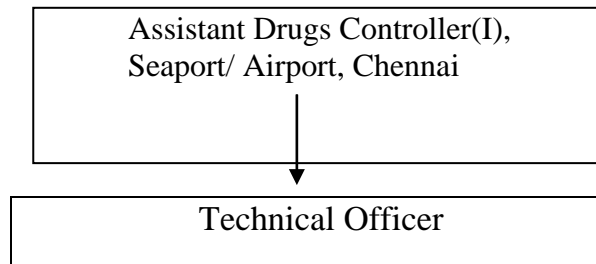 Assistant Drugs Controller(I),
Seaport/ Airport, Chennai
Technical Officer